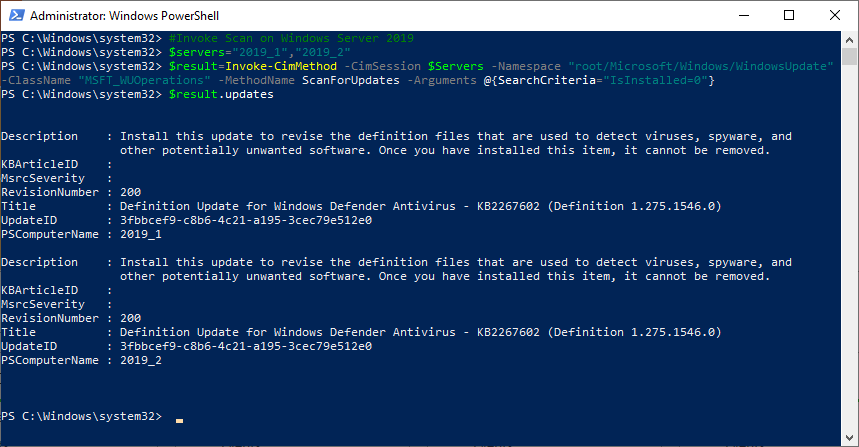 Administrator: Windows PowerShell
PS C:\Windows\system32> #Invoke Scan on Windows Server 2019
PS C:\Windows\system32> $servers="2019_1","2019_2"
PS C:\Windows\system32> $result=Invoke-CimMethod -CimSession $Servers -Namespace "root/Microsoft/Windows/WindowsUpdate"
-ClassName "MSFT_WUOperations" -MethodName ScanForUpdates -Arguments @{SearchCriteria="IsInstalled=0"}
PS C:\Windows\system32> $result.updates
Description : Install this update to revise the definition files that are used to detect viruses, spyware, and
other potentially unwanted software. Once you have installed this item, it cannot be removed.
KBArticleID :
MsrcSeverity :
RevisionNumber : 200
Title : Definition Update for Windows Defender Antivirus - KB2267602 (Definition 1.275.1546.0)
UpdateID : 3fbbcef9-c8b6-4c21-a195-3cec79e512e0
PSComputerName : 2019_1
Description : Install this update to revise the definition files that are used to detect viruses, spyware, and
other potentially unwanted software. Once you have installed this item, it cannot be removed.
KBArticleID :
MsrcSeverity :
RevisionNumber : 200
Title : Definition Update for Windows Defender Antivirus - KB2267602 (Definition 1.275.1546.0)
UpdateID : 3fbbcef9-c8b6-4c21-a195-3cec79e512e0
PSComputerName : 2019_2
PS C:\Windows\system32> _